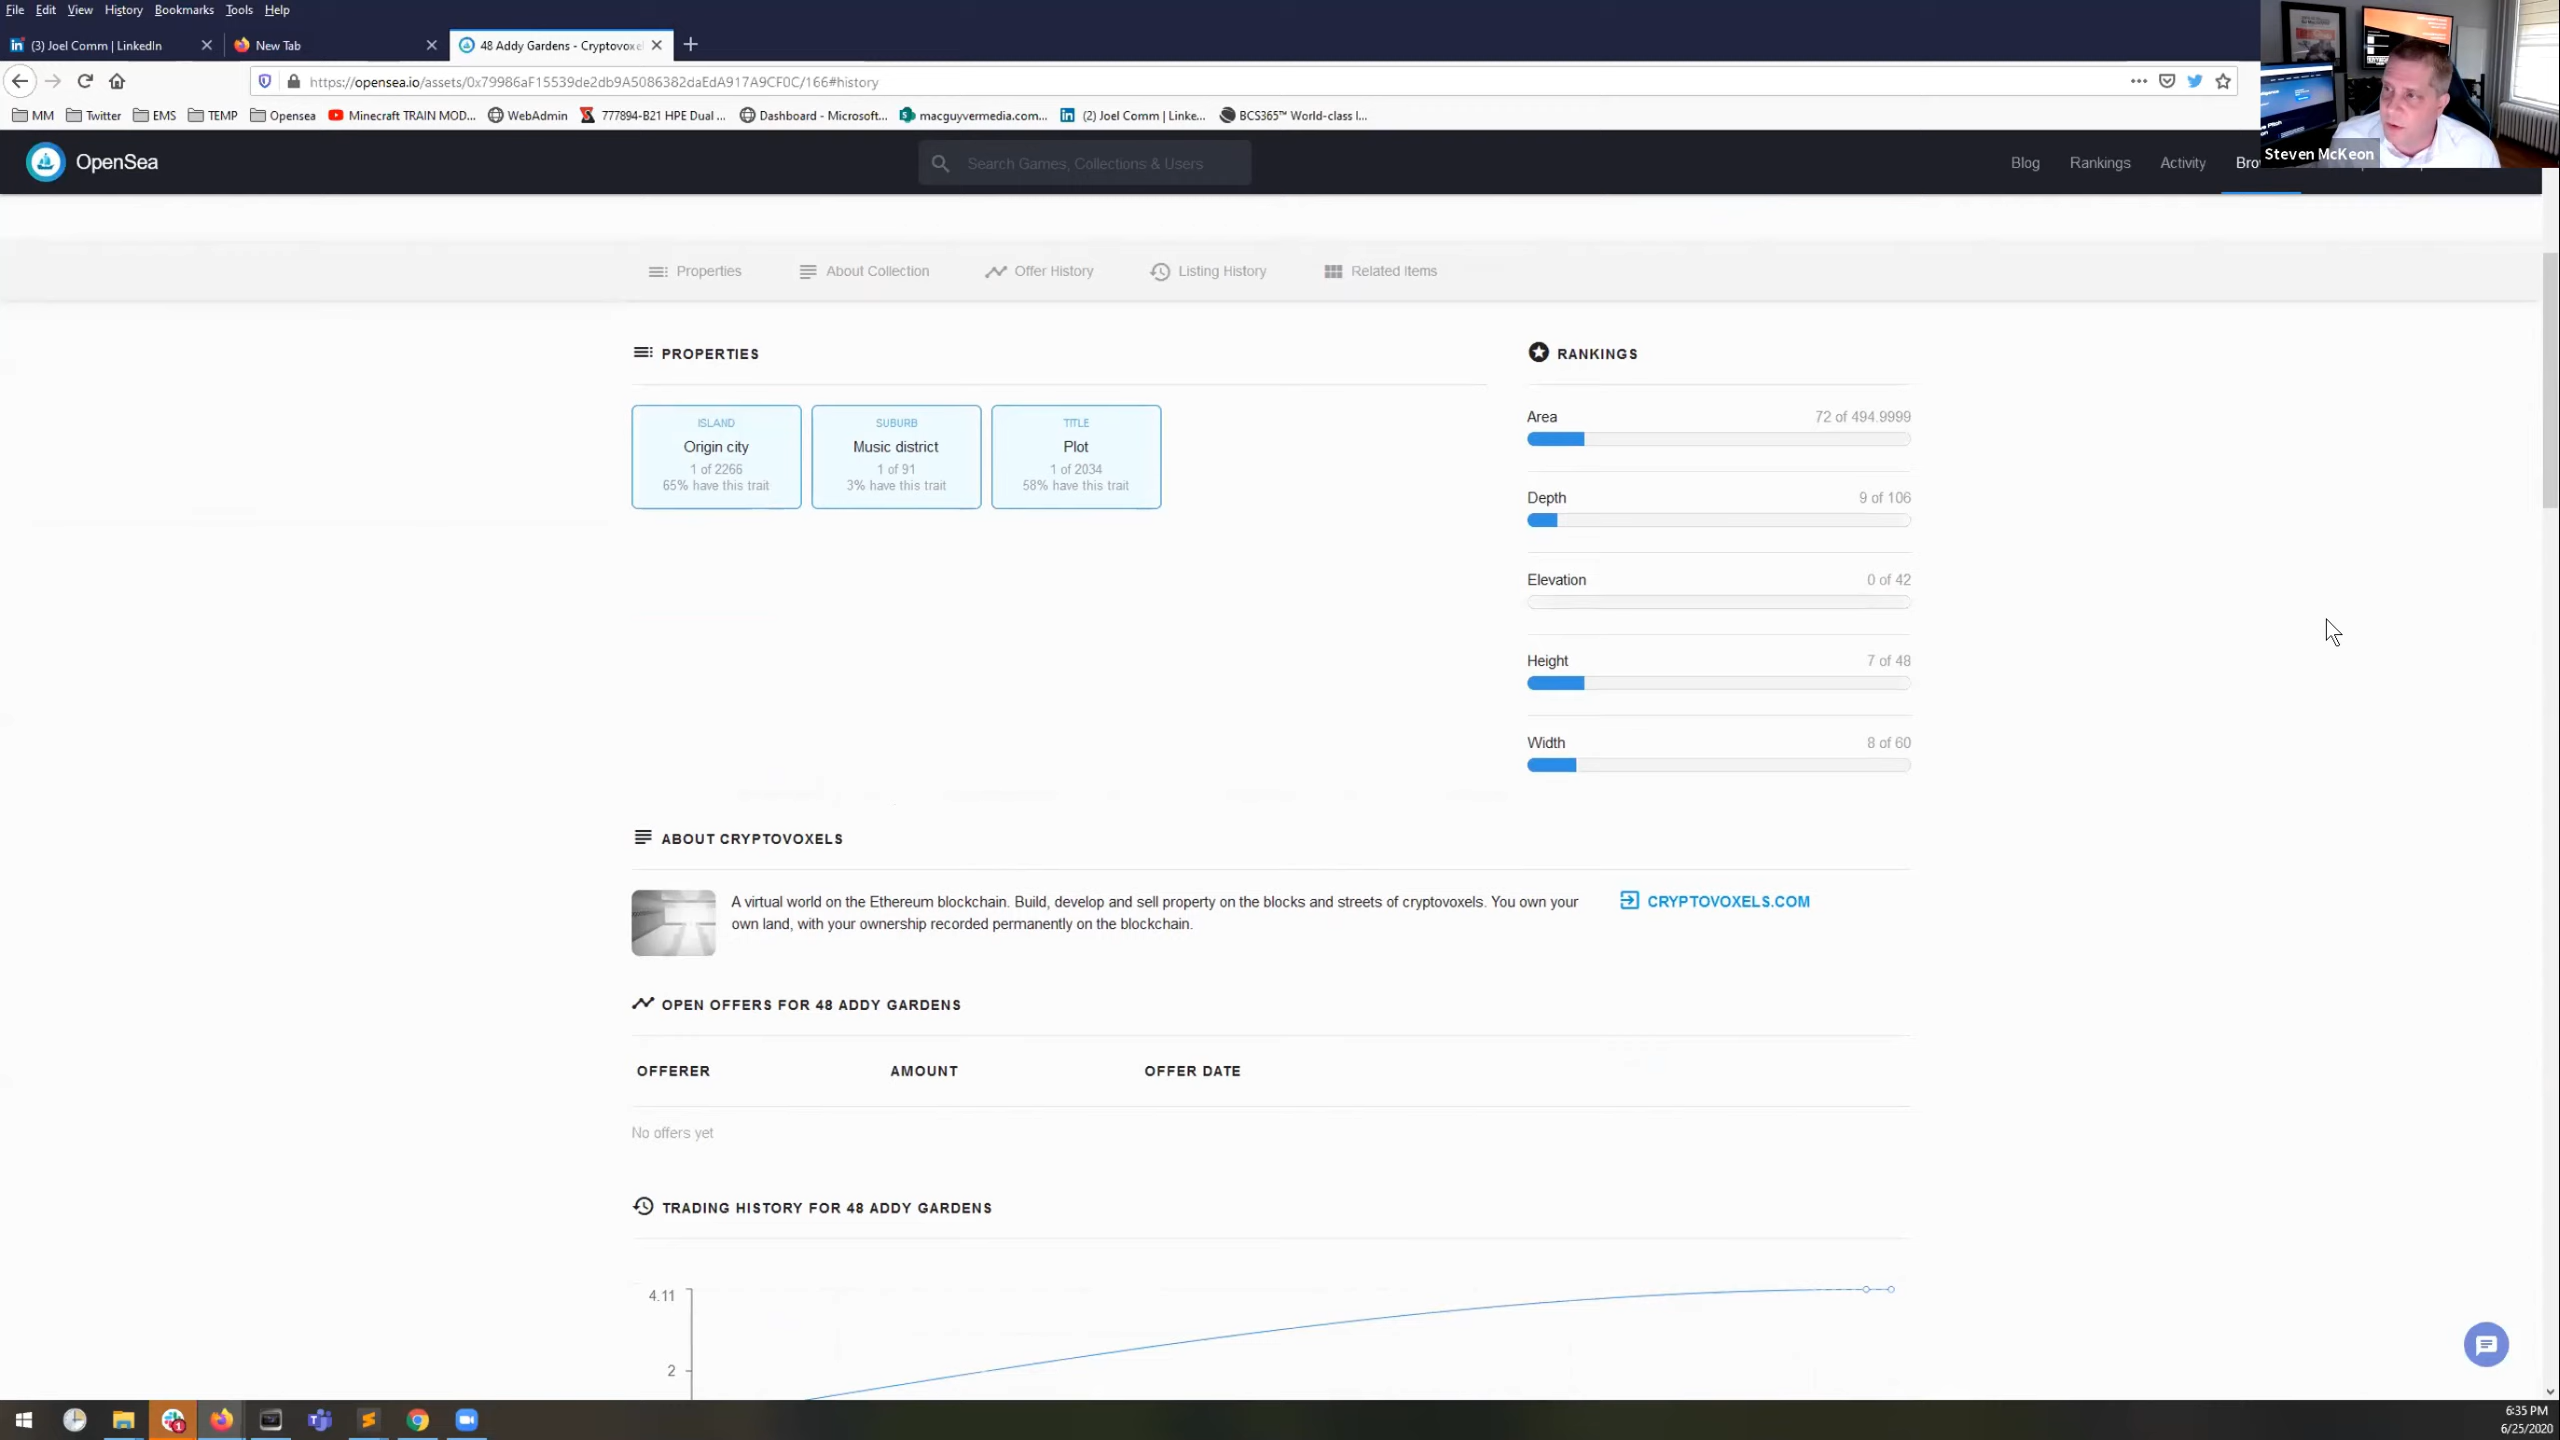 File Edit View History Bookmarks Tools Help
(3) Joel Comm | LinkedIn
New Tab
48 Addy Gardens - Cryptovoxe
https://opensea.io/assets/0x79986aF15539de2db9A5086382daEdA917A9CF0C/166#history
MM Twitter EMS TEMP Opensea Minecraft TRAIN MOD... WebAdmin 777894-B21 HPE Dual ... Dashboard - Microsoft... macguyvermedia.com... (2) Joel Comm | Linke... BCS365™ World-class I...
Steven McKeon
OpenSea
Search Games, Collections & Users
Blog Rankings Activity Bro
Properties About Collection Offer History Listing History Related Items
PROPERTIES
ISLAND
Origin city
1 of 2266
65% have this trait
SUBURB
Music district
1 of 91
3% have this trait
TITLE
Plot
1 of 2034
58% have this trait
RANKINGS
Area 72 of 494.9999
Depth 9 of 106
Elevation 0 of 42
Height 7 of 48
Width 8 of 60
ABOUT CRYPTOVOXELS
A virtual world on the Ethereum blockchain. Build, develop and sell property on the blocks and streets of cryptovoxels. You own your
own land, with your ownership recorded permanently on the blockchain.
CRYPTOVOXELS.COM
OPEN OFFERS FOR 48 ADDY GARDENS
OFFERER AMOUNT OFFER DATE
No offers yet
TRADING HISTORY FOR 48 ADDY GARDENS
4.11
2
6:35 PM
6/25/2020